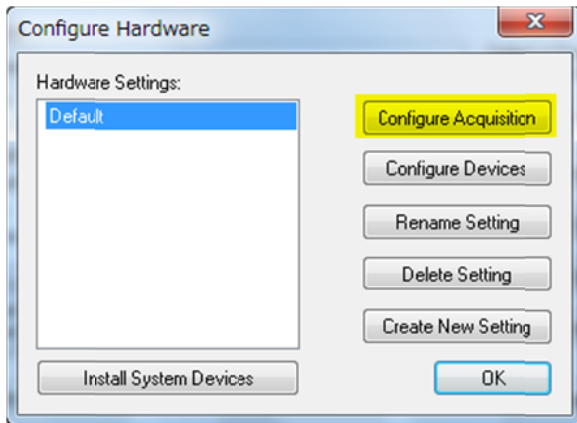 Configure Hardware
Hardware Settings:
Default
Configure Acquisition
Configure Devices
Rename Setting
Delete Setting
Create New Setting
Install System Devices
OK